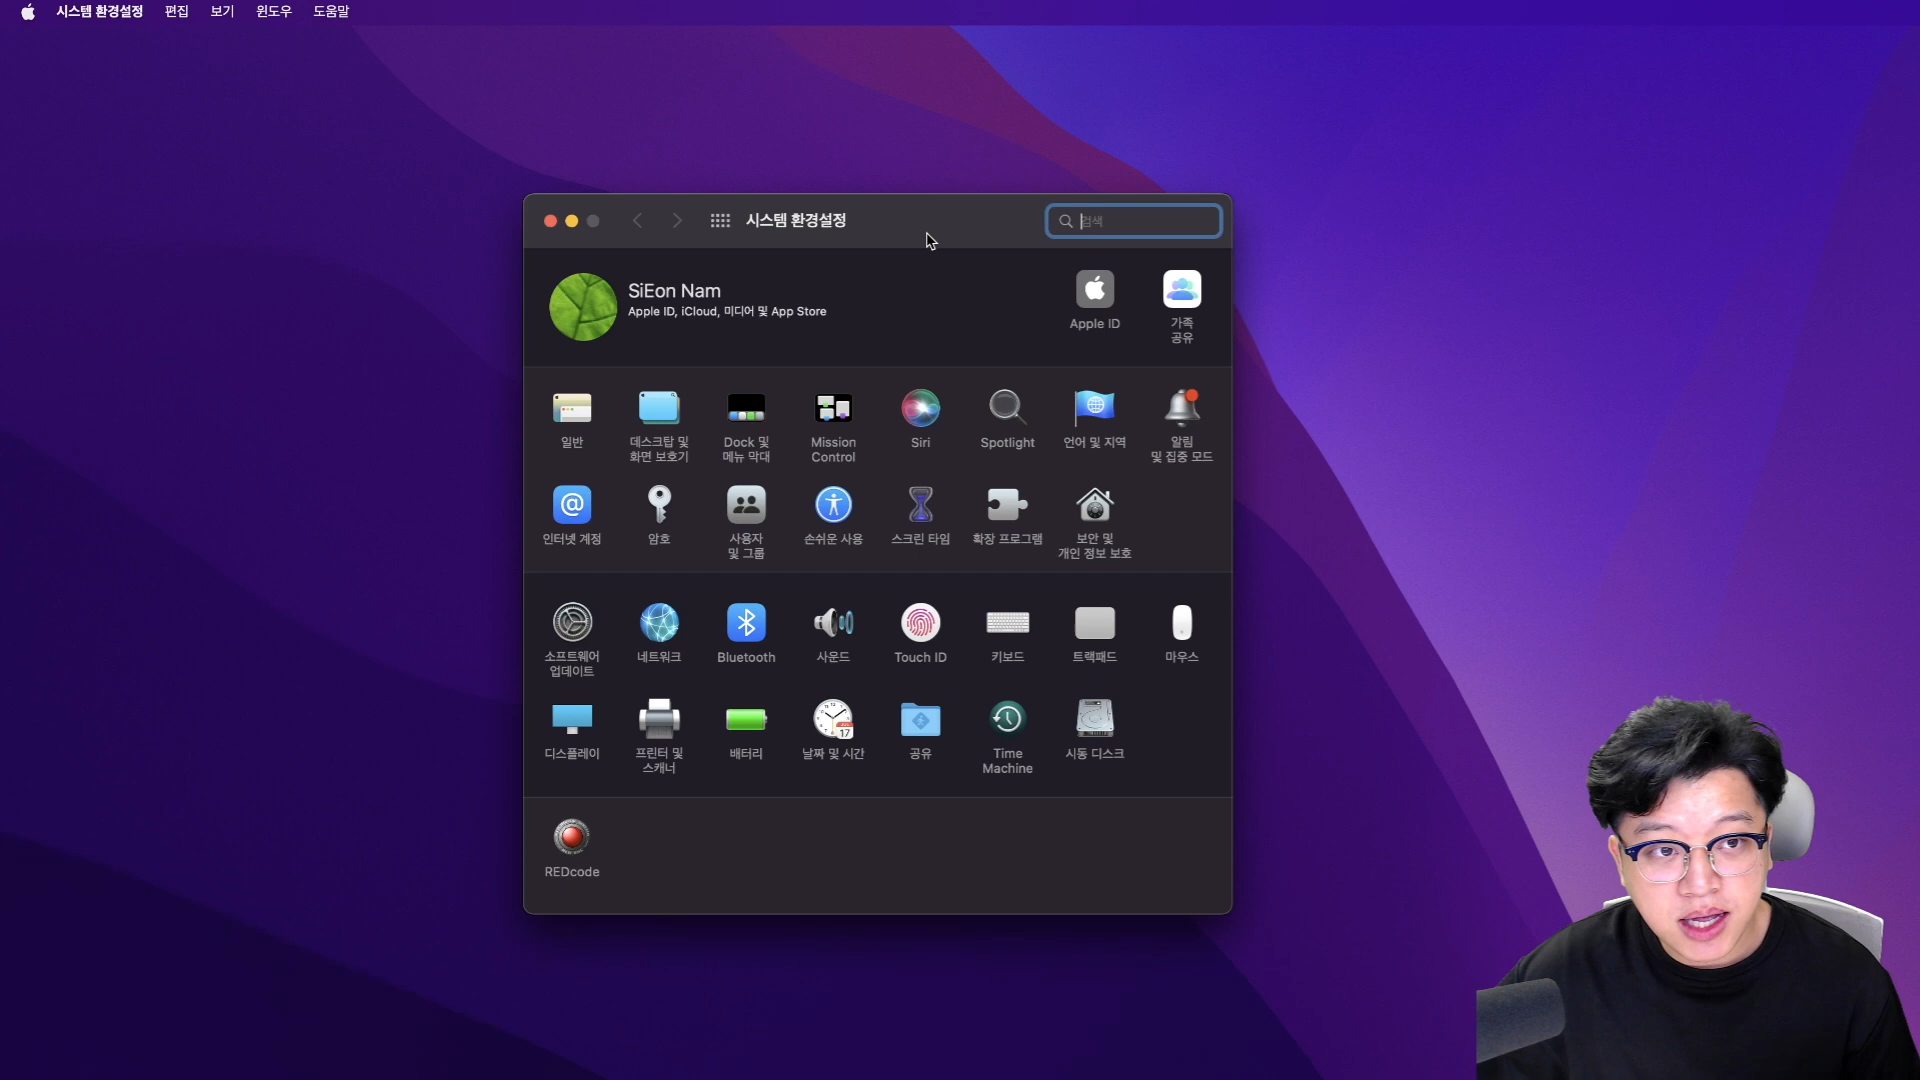 시스템 환경설정 편집 보기 윈도우 도움말
시스템 환경설정
검색
SiEon Nam
Apple ID, iCloud, 미디어 및 App Store
Apple ID
가족
공유
일반
데스크탑 및
화면 보호기
Dock 및
메뉴 막대
Mission
Control
Siri
Spotlight
언어 및 지역
알림
및 집중 모드
인터넷 계정
암호
사용자
및 그룹
손쉬운 사용
스크린 타임
확장 프로그램
보안 및
개인 정보 보호
소프트웨어
업데이트
네트워크
Bluetooth
사운드
Touch ID
키보드
트랙패드
마우스
디스플레이
프린터 및
스캐너
배터리
17
날짜 및 시간
공유
Time
Machine
시동 디스크
REDcode